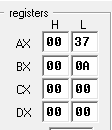 registers
H L
AX 00 37
BX 00 0A
CX 00 00
DX 00 00